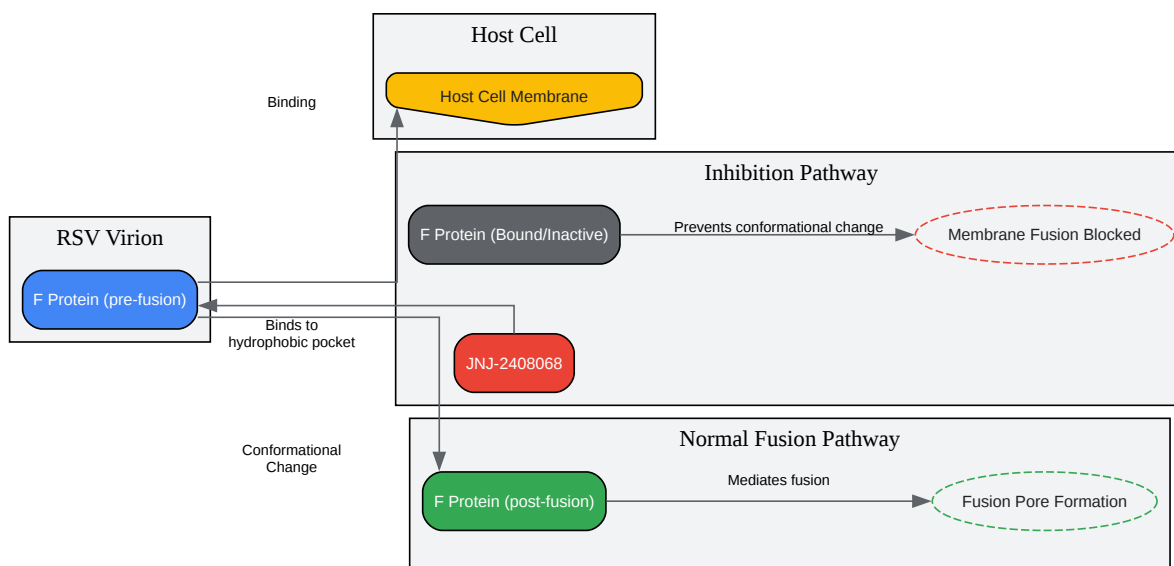 Host Cell
Host Cell Membrane
Binding
Inhibition Pathway
F Protein (Bound/Inactive)
Prevents conformational change
Membrane Fusion Blocked
RSV Virion
F Protein (pre-fusion)
Binds to
hydrophobic pocket
JNJ-2408068
Normal Fusion Pathway
Conformational
Change
F Protein (post-fusion)
Mediates fusion
Fusion Pore Formation